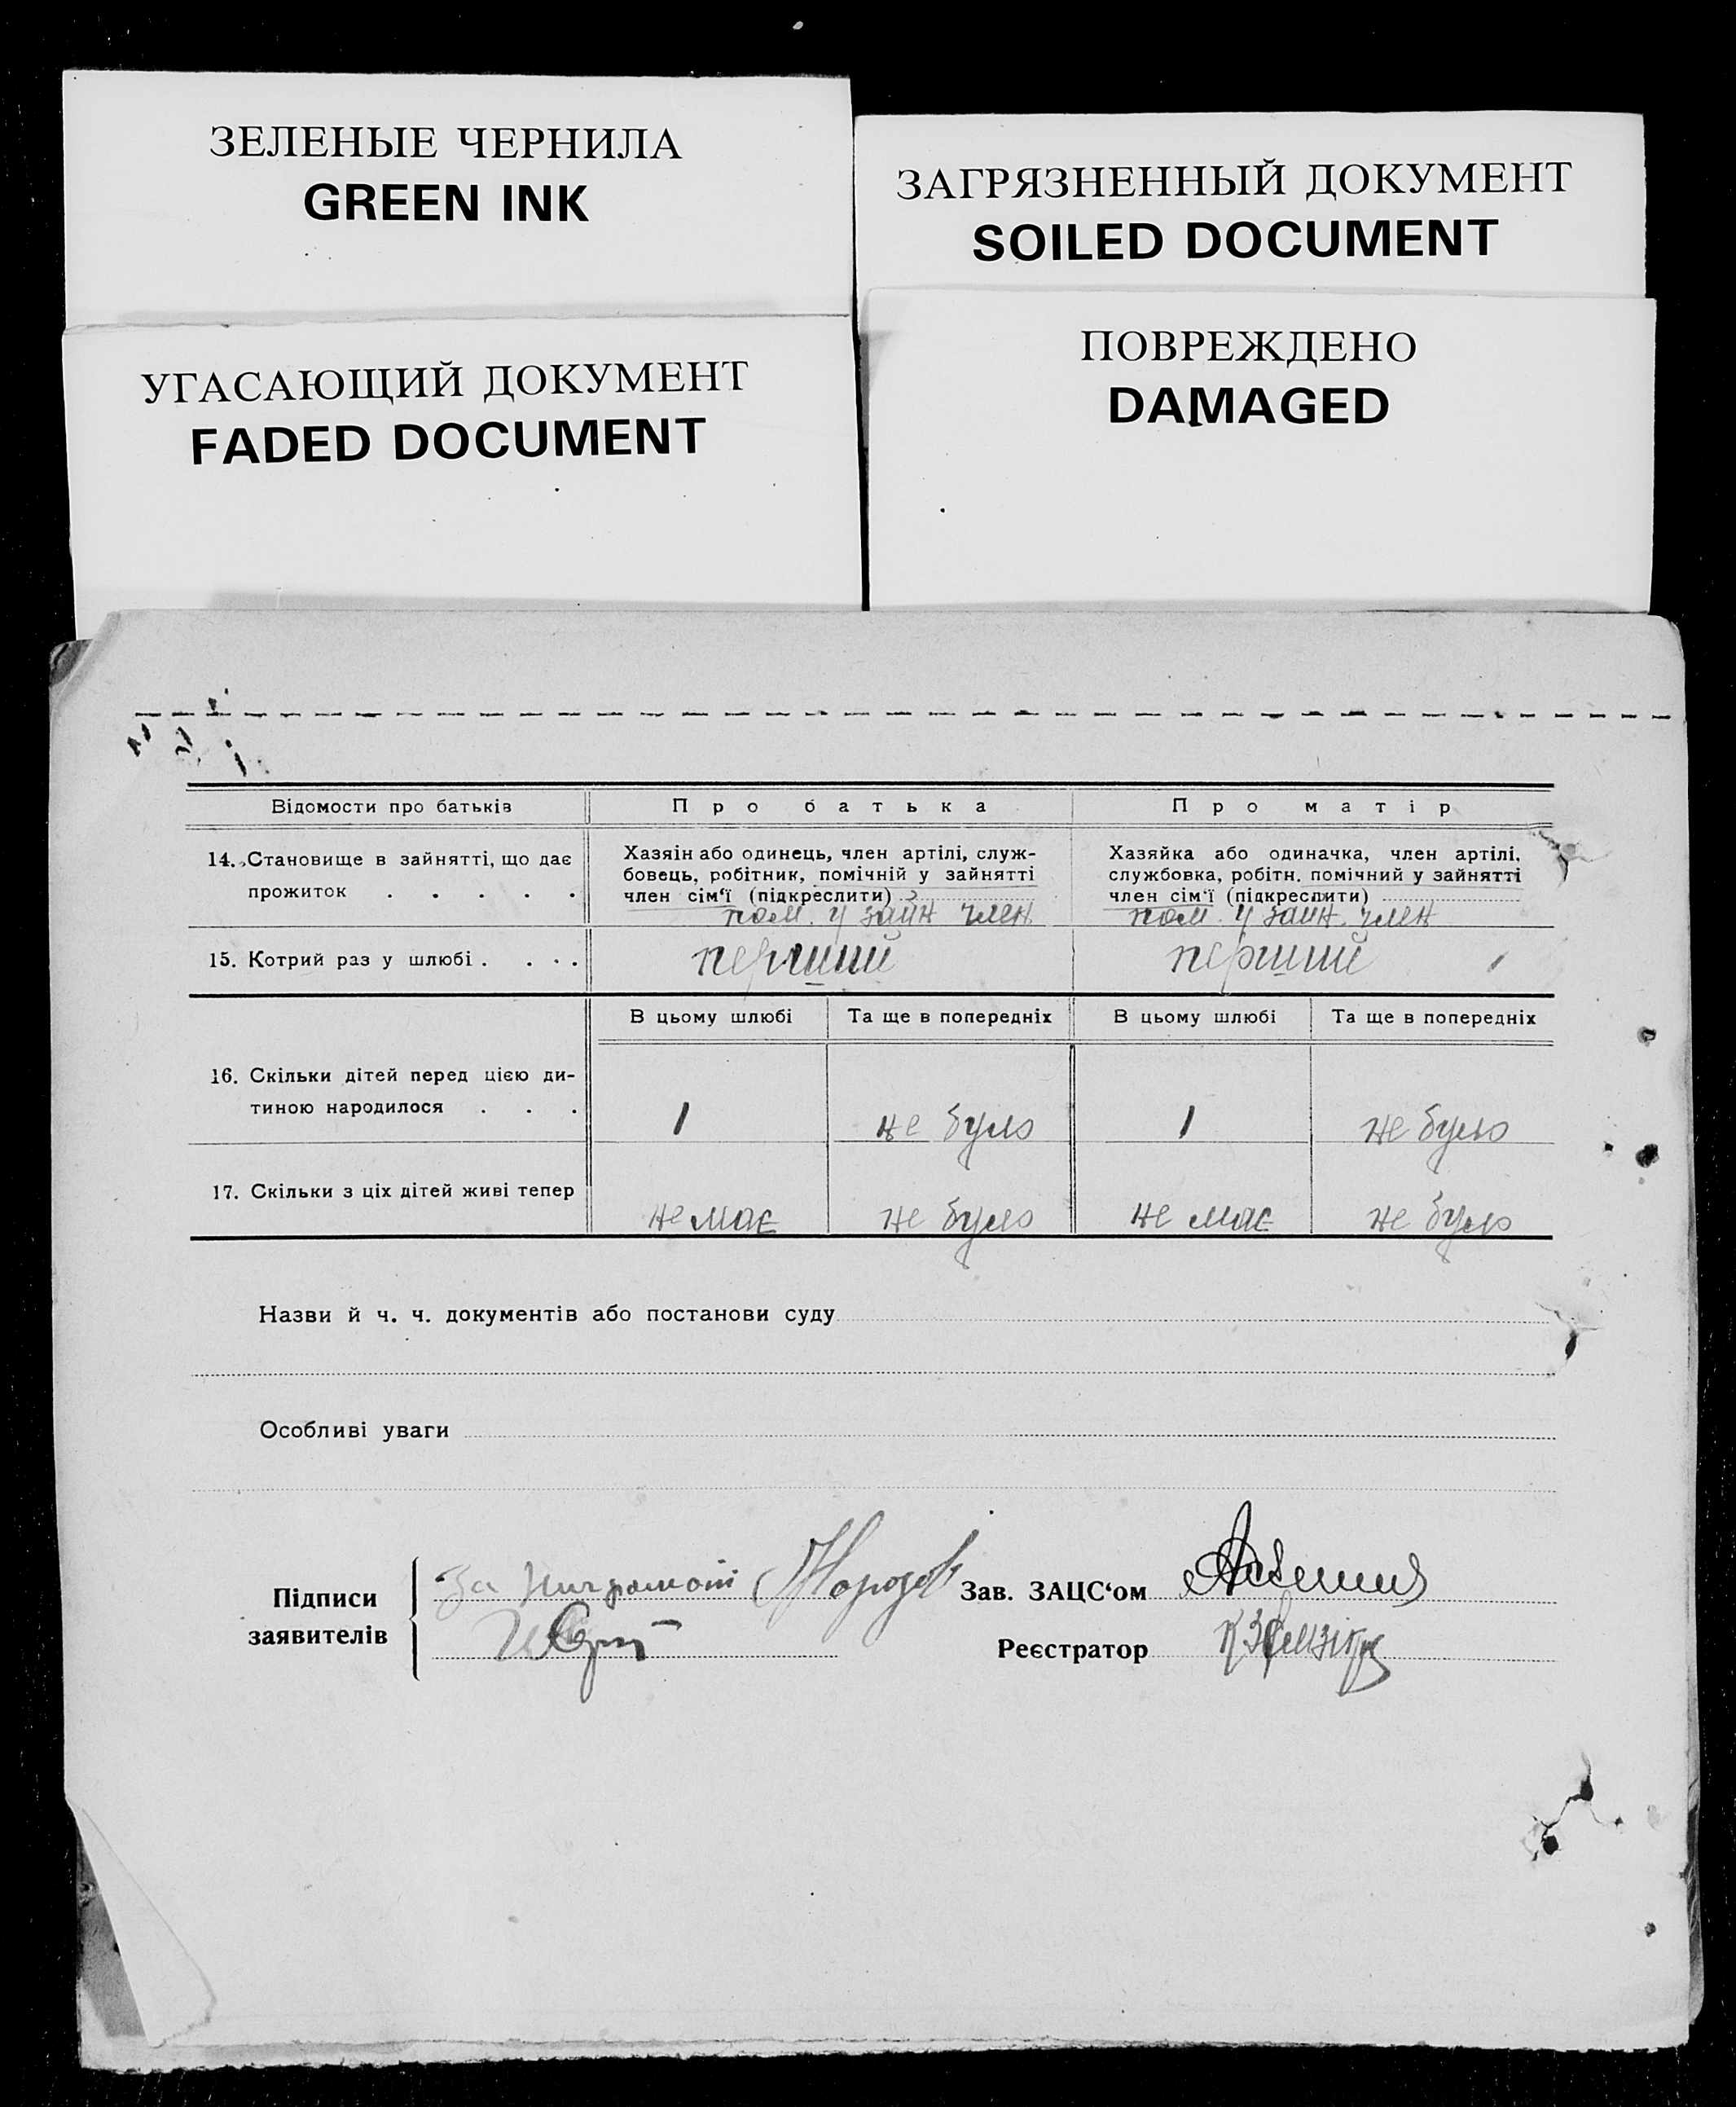 ЗЕЛЕНЫЕ ЧЕРНИЛА
GREEN INK
ЗАГРЯЗНЕННЫЙ ДОКУМЕНТ
SOILED DOCUMENT
УГАСАЮЩИЙ ДОКУМЕНТ
FADED DOCUMENT
ПОВРЕЖДЕНО
DAMAGED
Відомости про батьків
Про батька
Про матір
14. Становище в зайнятті, що дає
прожиток . . . . .
Хазяін або одинець, член артілі, служ-
бовець, робітник, помічній у зайнятті
член сім‘ї (підкреслити)
пом. у зайн член
Хазяйка або одиначка, член артілі,
службовка, робітн. помічний у зайнятті
член сім‘ї (підкреслити)
пом. у зайн. член
15. Котрий раз у шлюбі . . . .
перший
перший
В цьому шлюбі
Та ще в попередніх
В цьому шлюбі
Та ще в попередніх
16. Скільки дітей перед цією ди-
тиною народилося . . .
1
не було
1
не було
17. Скільки з ціх дітей живі тепер
не має
не було
не має
не було
Назви й ч. ч. документів або постанови суду
Особливі уваги
Підписи
заявителів
За
Зав. ЗАЦС‘ом
Реєстратор